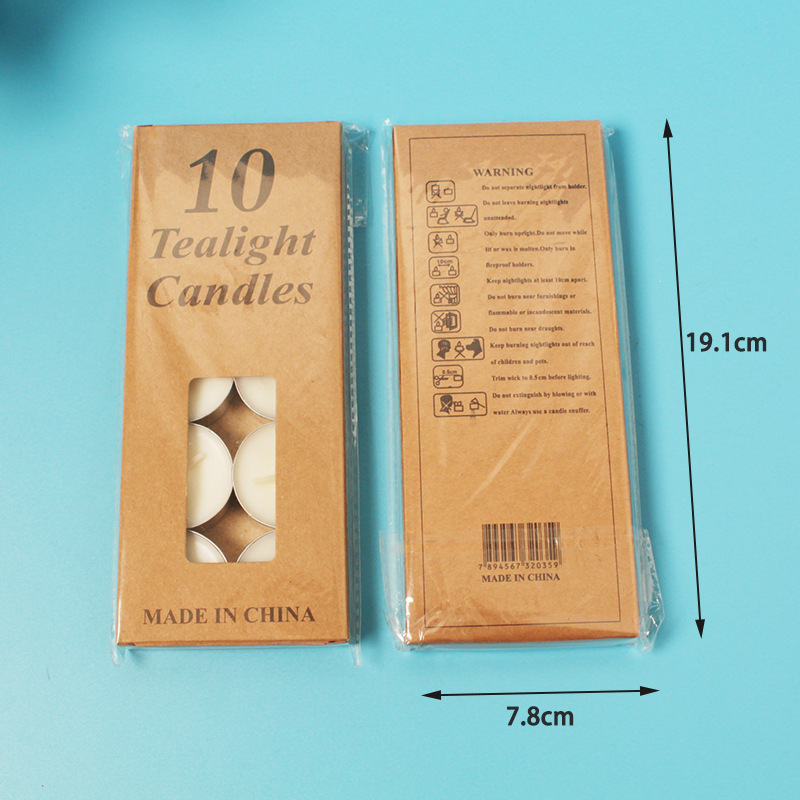 10
Tealight
Candles
MADE IN CHINA
WARNING
Do not separate nightlight from holder.
Do not leave burning nightlights
unattended.
Only burn upright.Do not move while
lit or wax is molten.Only burn in
fireproof holders.
10cm
Keep nightlights at least 10cm apart.
Do not burn near furnishings or
flammable or incandescent materials.
Do not burn near draughts.
Keep burning nightlights out of reach
of children and pets.
0.5cm
Trim wick to 0.5cm before lighting.
Do not extinguish by blowing or with
water Always use a candle snuffer.
7 894567 320359
MADE IN CHINA
19.1cm
7.8cm